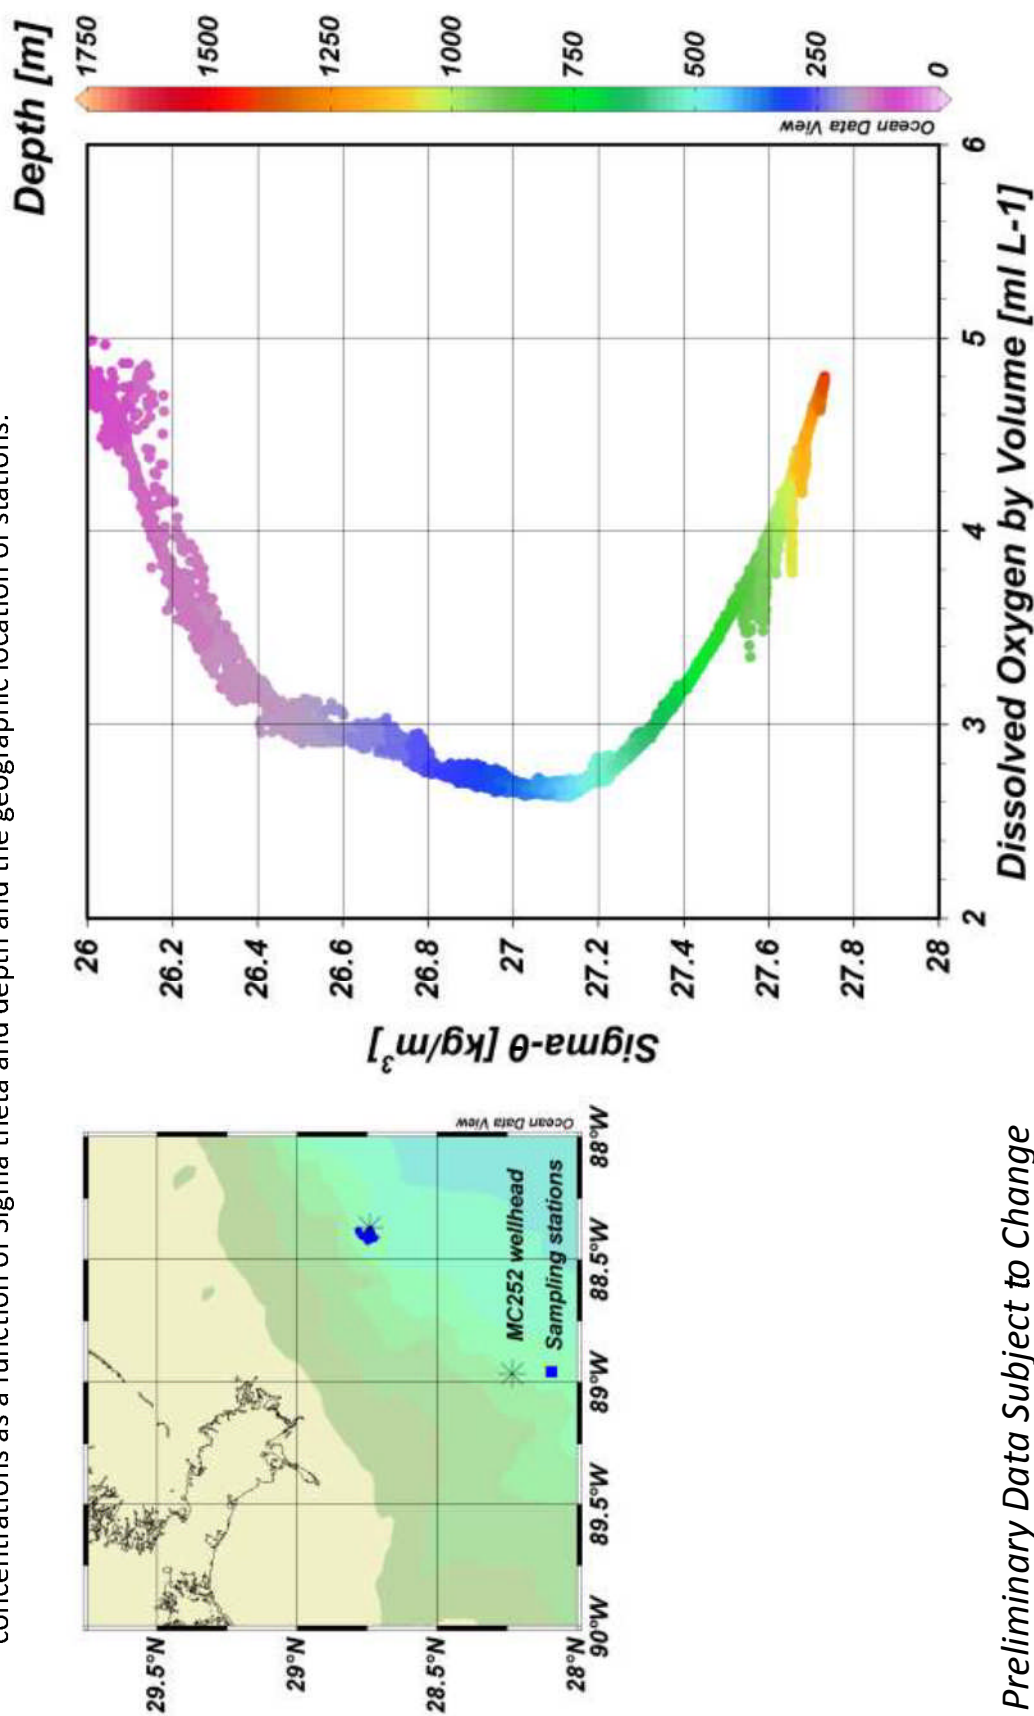 concentrations as a function of Sigma theta and depth and the geographic location of stations.
29.5°N
29°N
28.5°N
28°N
90°W
89.5°W
89°W
88.5°W
88°W
MC252 wellhead
Sampling stations
Ocean Data View
Sigma-θ [kg/m³]
26
26.2
26.4
26.6
26.8
27
27.2
27.4
27.6
27.8
28
2
3
4
5
6
Dissolved Oxygen by Volume [ml L-1]
Depth [m]
1750
1500
1250
1000
750
500
250
0
Ocean Data View
Preliminary Data Subject to Change